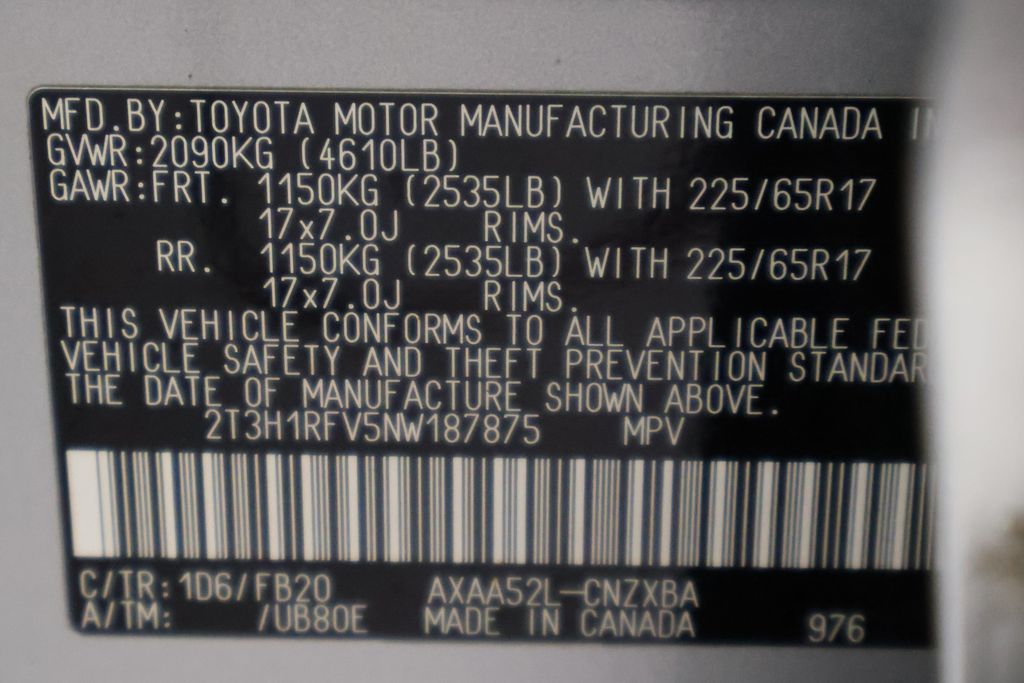 MFD.BY:TOYOTA MOTOR MANUFACTURING CANADA
GVWR:2090KG (4610LB)
GAWR:FRT. 1150KG (2535LB) WITH 225/65R17
17x7.0J RIMS.
RR. 1150KG (2535LB) WITH 225/65R17
17x7.0J RIMS.
THIS VEHICLE CONFORMS TO ALL APPLICABLE FED
VEHICLE SAFETY AND THEFT PREVENTION STANDAR
THE DATE OF MANUFACTURE SHOWN ABOVE.
2T3H1RFV5NW187875 MPV
C/TR:1D6/FB20 AXAA52L-CNZXBA
A/TM: /UB80E MADE IN CANADA 976